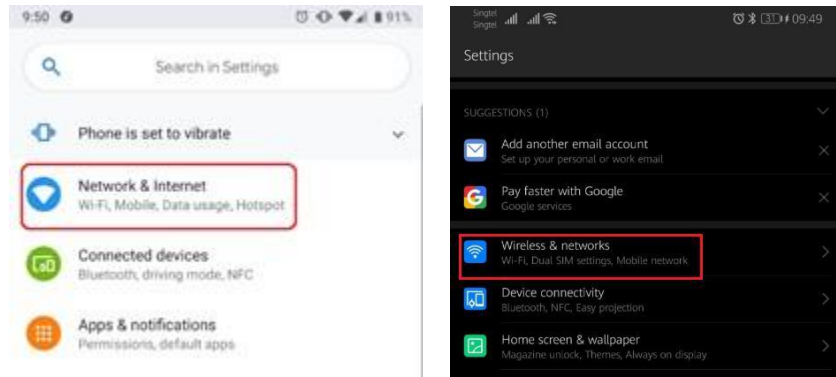 9:50
91%
Search in Settings
Phone is set to vibrate
Network & Internet
Wi-Fi, Mobile, Data usage, Hotspot
Connected devices
Bluetooth, driving mode, NFC
Apps & notifications
Permissions, default apps
Singtel
Singtel
31
09:49
Settings
SUGGESTIONS (1)
Add another email account
Set up your personal or work email
Pay faster with Google
Google services
Wireless & networks
Wi-Fi, Dual SIM settings, Mobile network
Device connectivity
Bluetooth, NFC, Easy projection
Home screen & wallpaper
Magazine unlock, Themes, Always on display